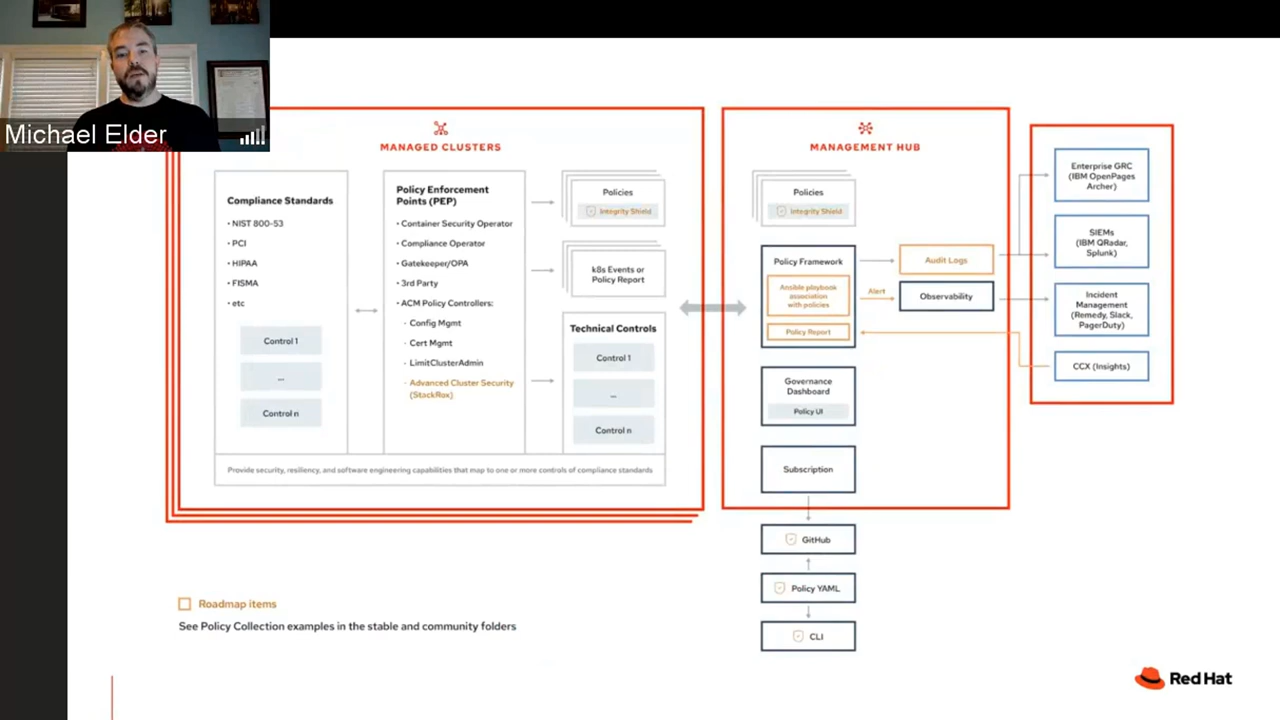 Michael Elder
MANAGED CLUSTERS
Compliance Standards
• NIST 800-53
• PCI
• HIPAA
• FISMA
• etc
Control 1
...
Control n
Policy Enforcement
Points (PEP)
• Container Security Operator
• Compliance Operator
• Gatekeeper/OPA
• 3rd Party
• ACM Policy Controllers:
- Config Mgmt
- Cert Mgmt
- LimitClusterAdmin
- Advanced Cluster Security
(StackRox)
Policies
Integrity Shield
k8s Events or
Policy Report
Technical Controls
Control 1
...
Control n
Provide security, resiliency, and software engineering capabilities that map to one or more controls of compliance standards
MANAGEMENT HUB
Policies
Integrity Shield
Policy Framework
Ansible playbook
association
with policies
Policy Report
Alert
Audit Logs
Observability
Governance
Dashboard
Policy UI
Subscription
GitHub
Policy YAML
CLI
Enterprise GRC
(IBM OpenPages
Archer)
SIEMs
(IBM QRadar,
Splunk)
Incident
Management
(Remedy, Slack,
PagerDuty)
CCX (Insights)
Roadmap items
See Policy Collection examples in the stable and community folders
Red Hat